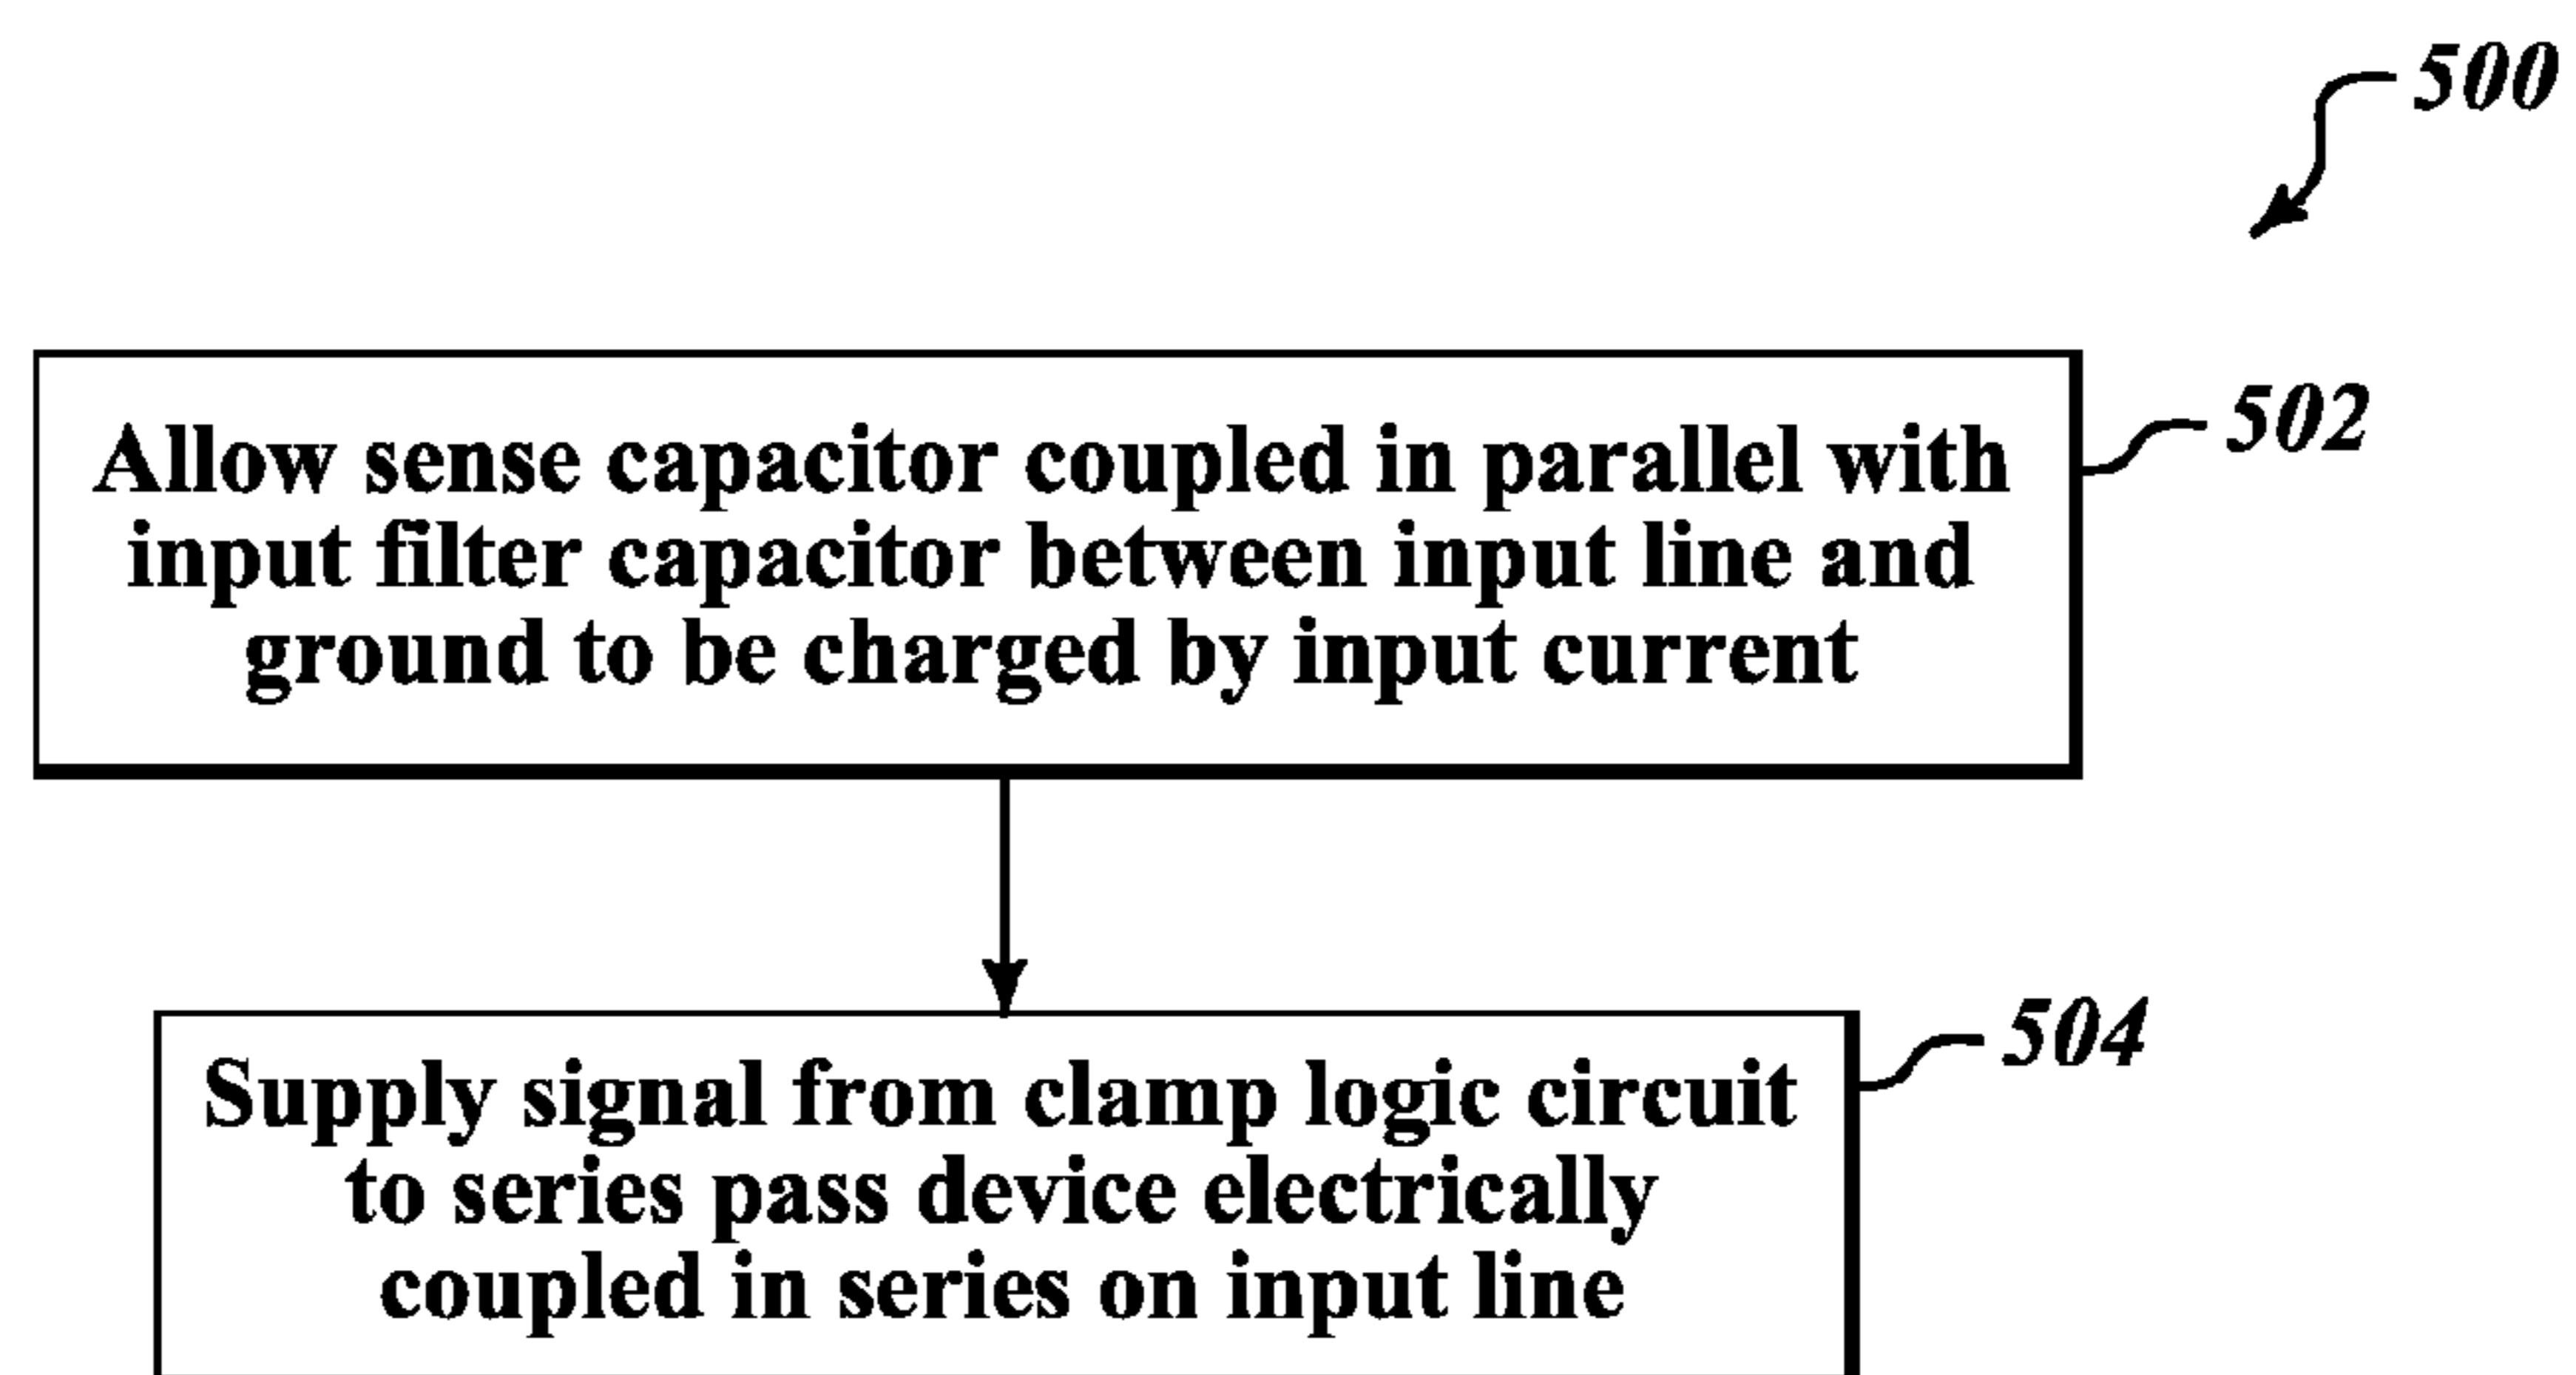 500
Allow sense capacitor coupled in parallel with
input filter capacitor between input line and
ground to be charged by input current
502
Supply signal from clamp logic circuit
to series pass device electrically
coupled in series on input line
504